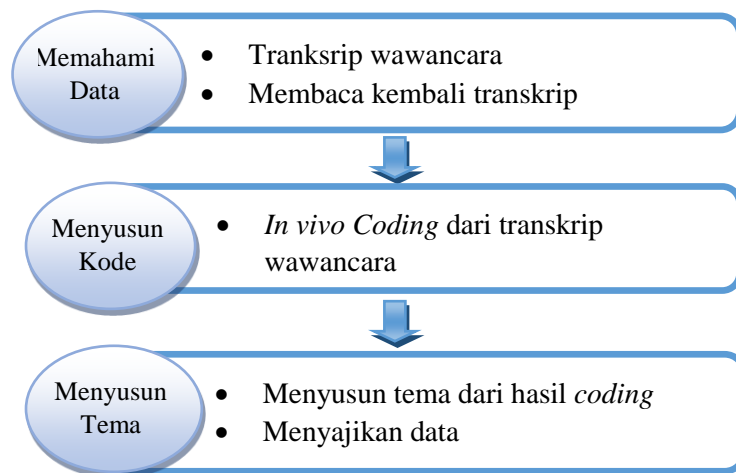 Memahami
Data
• Tranksrip wawancara
• Membaca kembali transkrip
Menyusun
Kode
• In vivo Coding dari transkrip
wawancara
Menyusun
Tema
• Menyusun tema dari hasil coding
• Menyajikan data